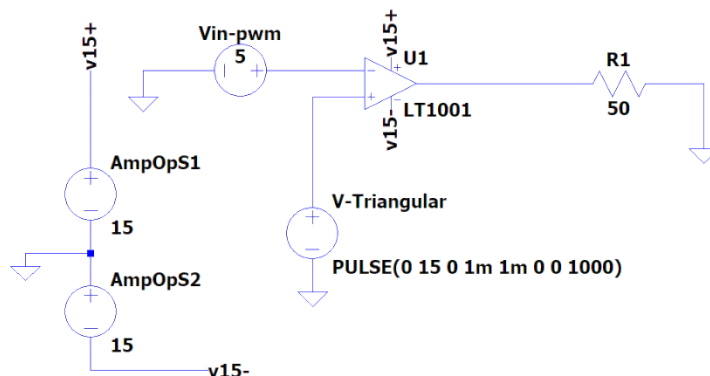 v15+
Vin-pwm
5
v15+
U1
LT1001
v15-
R1
50
AmpOpS1
15
V-Triangular
PULSE(0 15 0 1m 1m 0 0 1000)
AmpOpS2
15
v15-